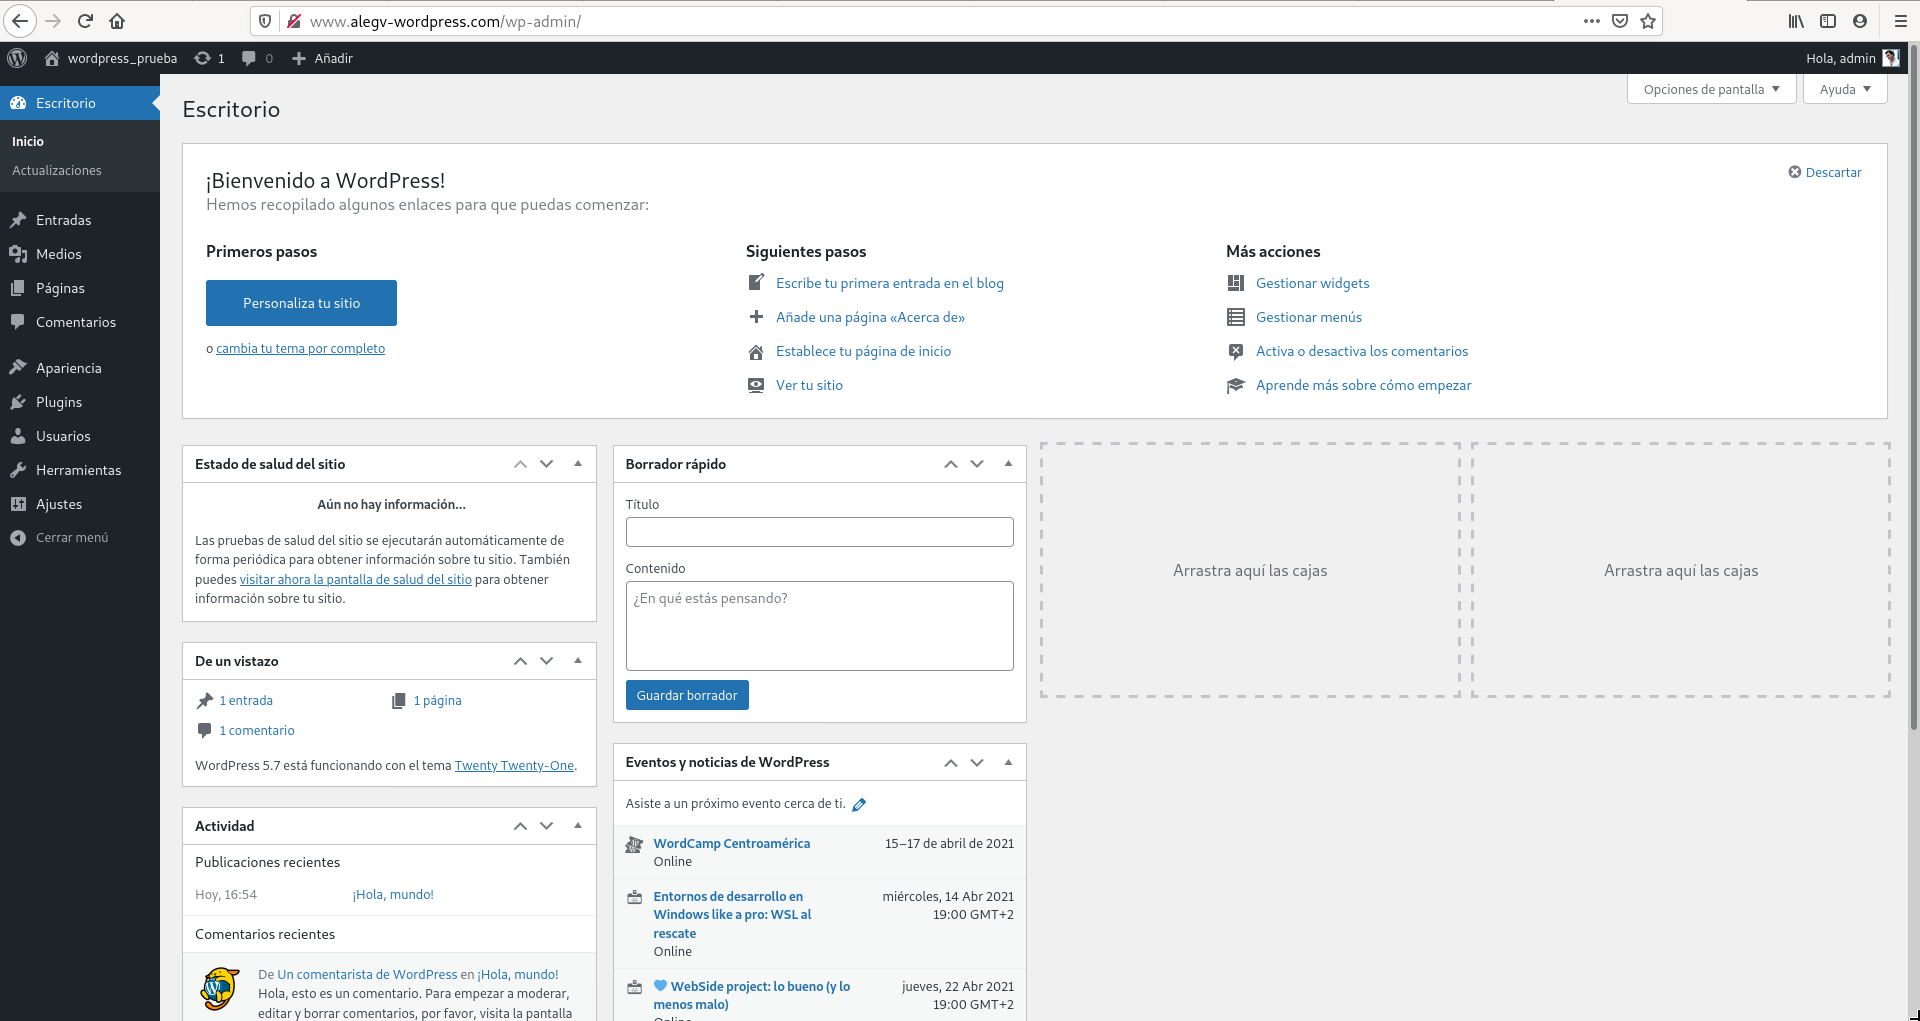 www.alegv-wordpress.com/wp-admin/
wordpress_prueba
1
0
Añadir
Hola, admin
Escritorio
Inicio
Actualizaciones
Entradas
Medios
Páginas
Comentarios
Apariencia
Plugins
Usuarios
Herramientas
Ajustes
Cerrar menú
Escritorio
Opciones de pantalla
Ayuda
¡Bienvenido a WordPress!
Hemos recopilado algunos enlaces para que puedas comenzar:
Descartar
Primeros pasos
Personaliza tu sitio
o cambia tu tema por completo
Siguientes pasos
Escribe tu primera entrada en el blog
Añade una página «Acerca de»
Establece tu página de inicio
Ver tu sitio
Más acciones
Gestionar widgets
Gestionar menús
Activa o desactiva los comentarios
Aprende más sobre cómo empezar
Estado de salud del sitio
Aún no hay información...
Las pruebas de salud del sitio se ejecutarán automáticamente de
forma periódica para obtener información sobre tu sitio. También
puedes visitar ahora la pantalla de salud del sitio para obtener
información sobre tu sitio.
De un vistazo
1 entrada
1 página
1 comentario
WordPress 5.7 está funcionando con el tema Twenty Twenty-One.
Actividad
Publicaciones recientes
Hoy, 16:54
¡Hola, mundo!
Comentarios recientes
De Un comentarista de WordPress en ¡Hola, mundo!
Hola, esto es un comentario. Para empezar a moderar,
editar y borrar comentarios, por favor, visita la pantalla
Borrador rápido
Título
Contenido
¿En qué estás pensando?
Guardar borrador
Eventos y noticias de WordPress
Asiste a un próximo evento cerca de ti.
WordCamp Centroamérica
15–17 de abril de 2021
Online
Entornos de desarrollo en
Windows like a pro: WSL al
rescate
miércoles, 14 Abr 2021
19:00 GMT+2
Online
WebSide project: lo bueno (y lo
menos malo)
jueves, 22 Abr 2021
19:00 GMT+2
Online
Arrastra aquí las cajas
Arrastra aquí las cajas